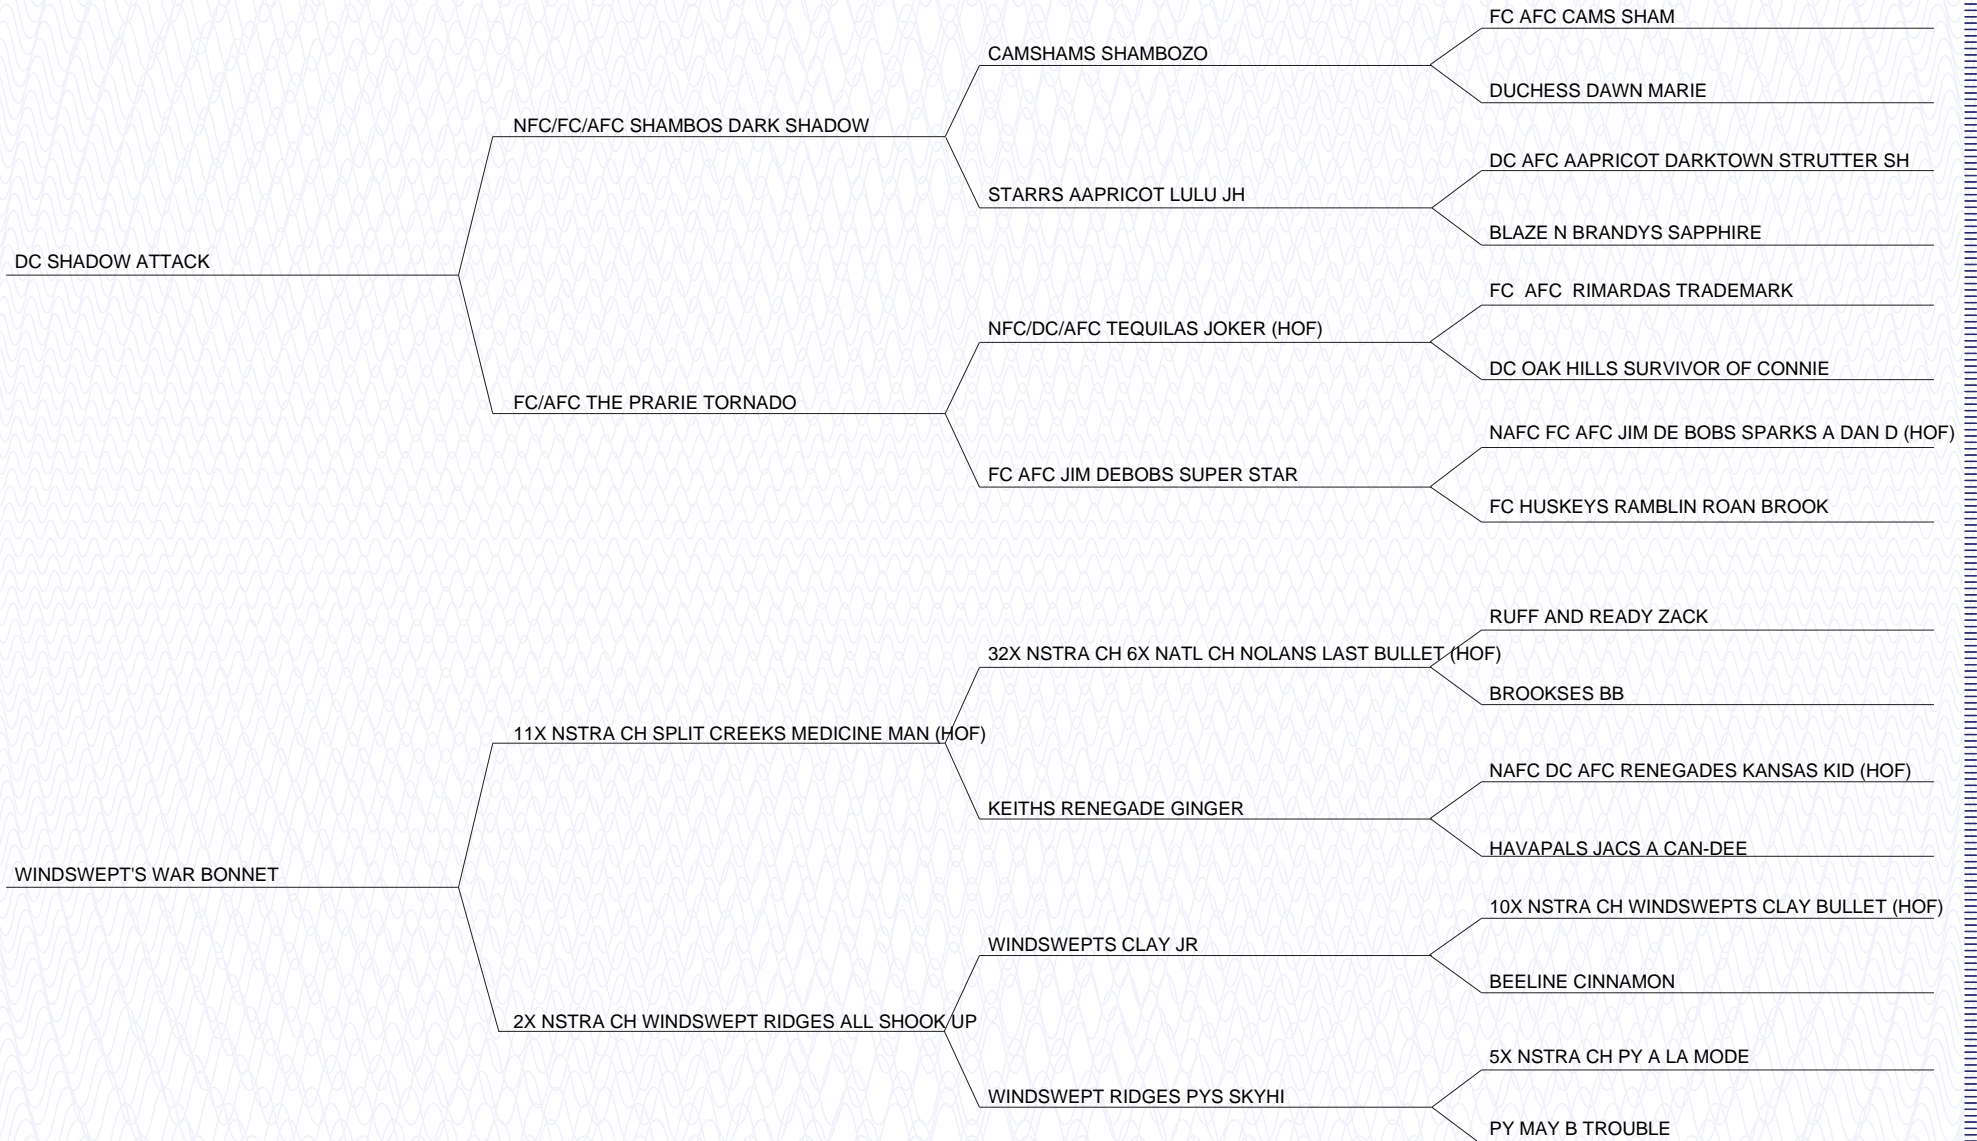 FC AFC CAMS SHAM
CAMSHAMS SHAMBOZO
DUCHESS DAWN MARIE
NFC/FC/AFC SHAMBOS DARK SHADOW
DC AFC AAPRICOT DARKTOWN STRUTTER SH
STARRS AAPRICOT LULU JH
BLAZE N BRANDYS SAPPHIRE
DC SHADOW ATTACK
FC  AFC  RIMARDAS TRADEMARK
NFC/DC/AFC TEQUILAS JOKER (HOF)
DC OAK HILLS SURVIVOR OF CONNIE
FC/AFC THE PRARIE TORNADO
NAFC FC AFC JIM DE BOBS SPARKS A DAN D (HOF)
FC AFC JIM DEBOBS SUPER STAR
FC HUSKEYS RAMBLIN ROAN BROOK
RUFF AND READY ZACK
32X NSTRA CH 6X NATL CH NOLANS LAST BULLET (HOF)
BROOKSES BB
11X NSTRA CH SPLIT CREEKS MEDICINE MAN (HOF)
NAFC DC AFC RENEGADES KANSAS KID (HOF)
KEITHS RENEGADE GINGER
HAVAPALS JACS A CAN-DEE
WINDSWEPT'S WAR BONNET
10X NSTRA CH WINDSWEPTS CLAY BULLET (HOF)
WINDSWEPTS CLAY JR
BEELINE CINNAMON
2X NSTRA CH WINDSWEPT RIDGES ALL SHOOK UP
5X NSTRA CH PY A LA MODE
WINDSWEPT RIDGES PYS SKYHI
PY MAY B TROUBLE